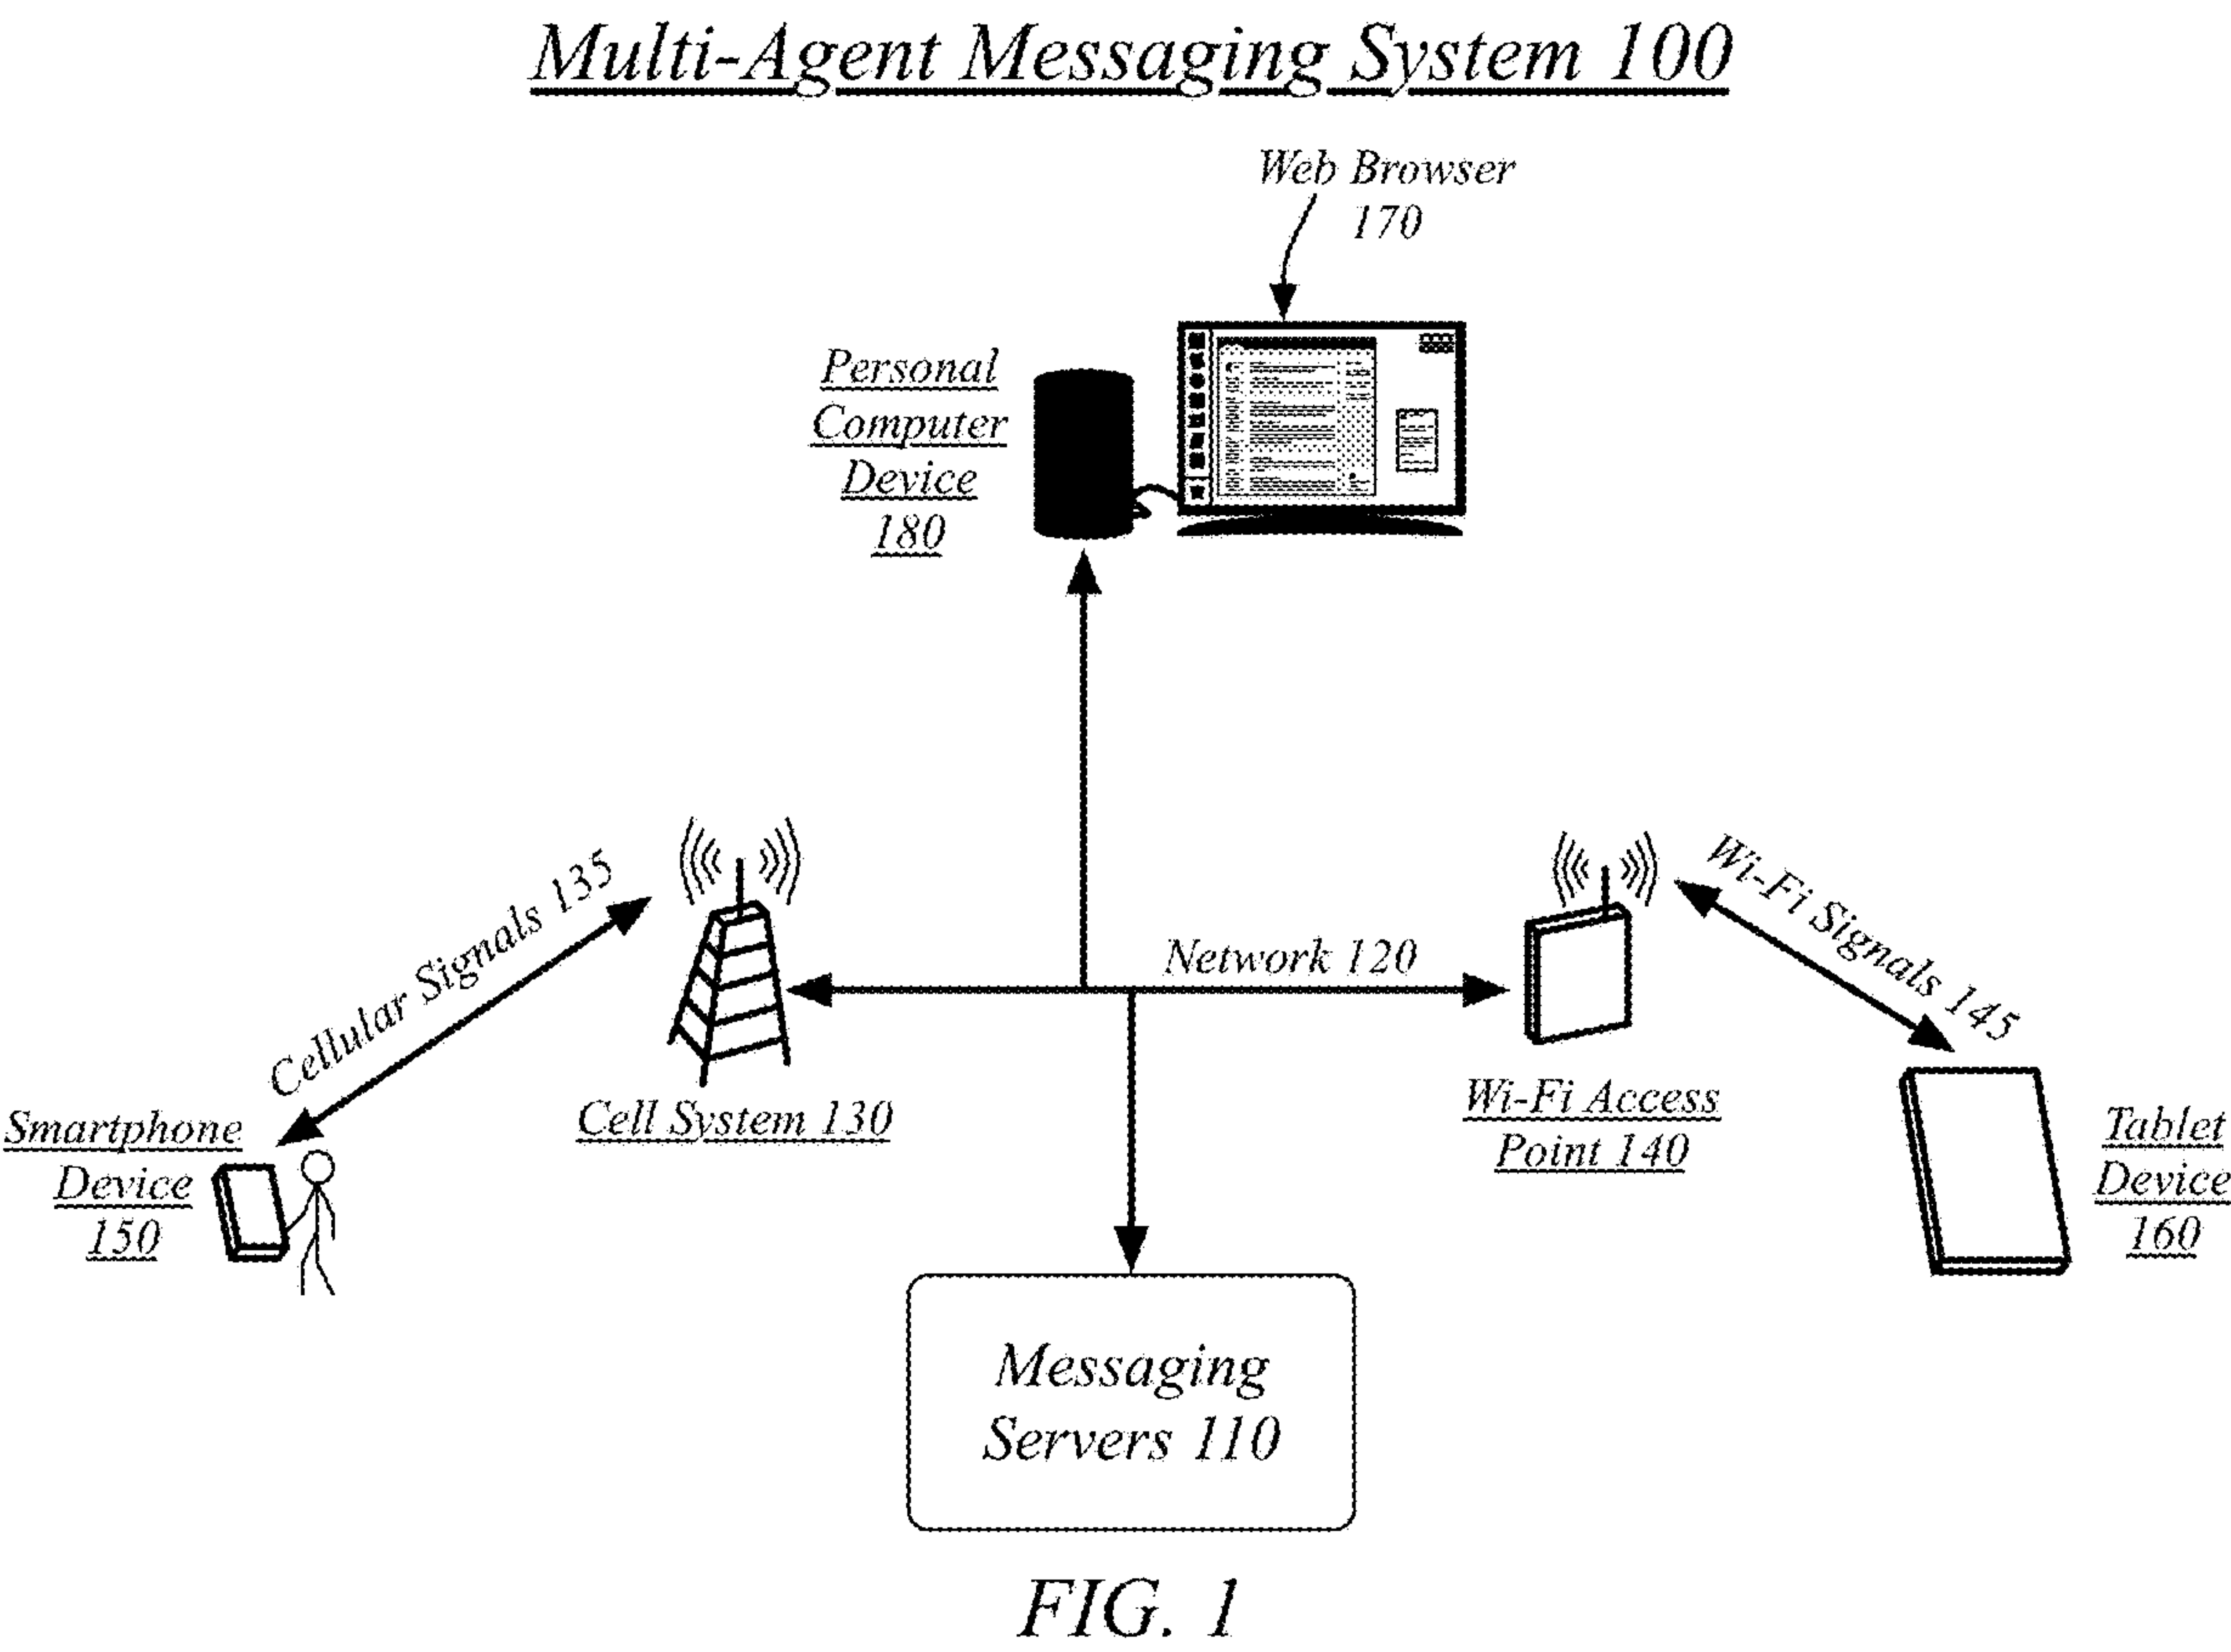 Multi-Agent Messaging System 100
Web Browser
170
Personal
Computer
Device
180
Cellular Signals 135
Wi-Fi Signals 145
Network 120
Cell System 130
Wi-Fi Access
Point 140
Smartphone
Device
150
Tablet
Device
160
Messaging
Servers 110
FIG. 1